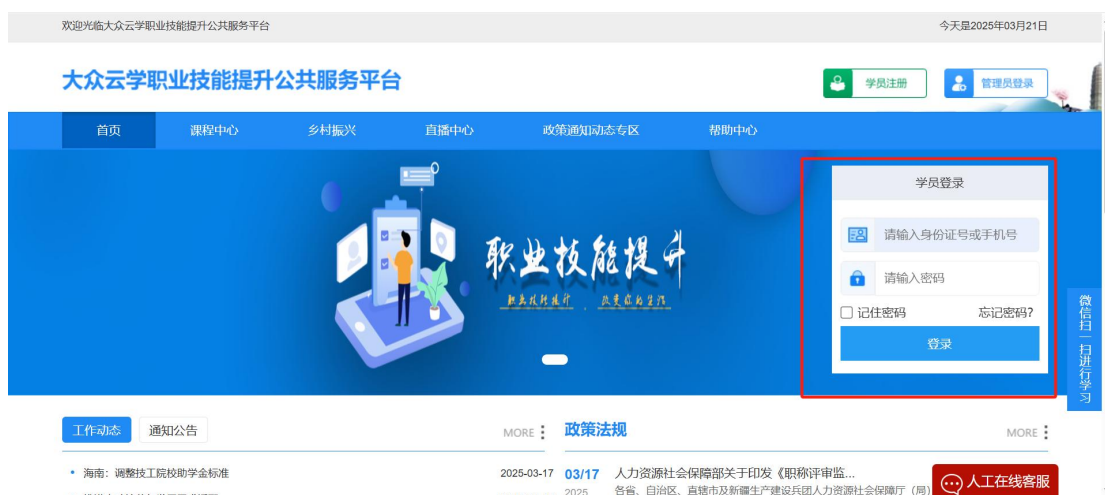 欢迎光临大众云学职业技能提升公共服务平台
今天是2025年03月21日
大众云学职业技能提升公共服务平台
学员注册
管理员登录
首页
课程中心
乡村振兴
直播中心
政策通知动态专区
帮助中心
学员登录
请输入身份证号或手机号
请输入密码
记住密码
忘记密码?
登录
职业技能提升
微信扫一扫进行学习
工作动态
通知公告
MORE
海南：调整技工院校助学金标准
2025-03-17
政策法规
MORE
03/17
人力资源社会保障部关于印发《职称评审监...
2025
各省、自治区、直辖市及新疆生产建设兵团人力资源社会保障厅（局）
人工在线客服